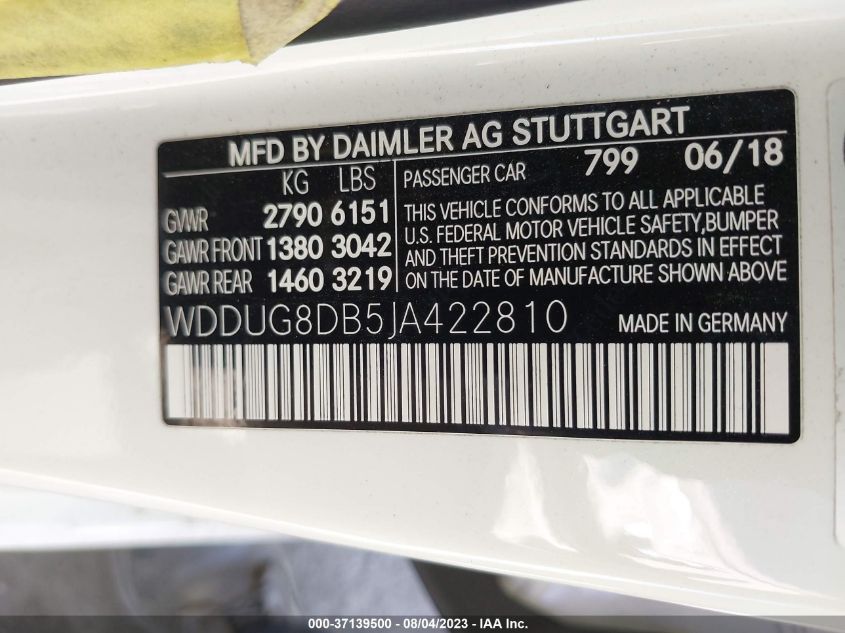 MFD BY DAIMLER AG STUTTGART
KG LBS
GVWR 2790 6151
GAWR FRONT 1380 3042
GAWR REAR 1460 3219
PASSENGER CAR 799 06/18
THIS VEHICLE CONFORMS TO ALL APPLICABLE
U.S. FEDERAL MOTOR VEHICLE SAFETY,BUMPER
AND THEFT PREVENTION STANDARDS IN EFFECT
ON THE DATE OF MANUFACTURE SHOWN ABOVE
WDDUG8DB5JA422810 MADE IN GERMANY
000-37139500 - 08/04/2023 - IAA Inc.